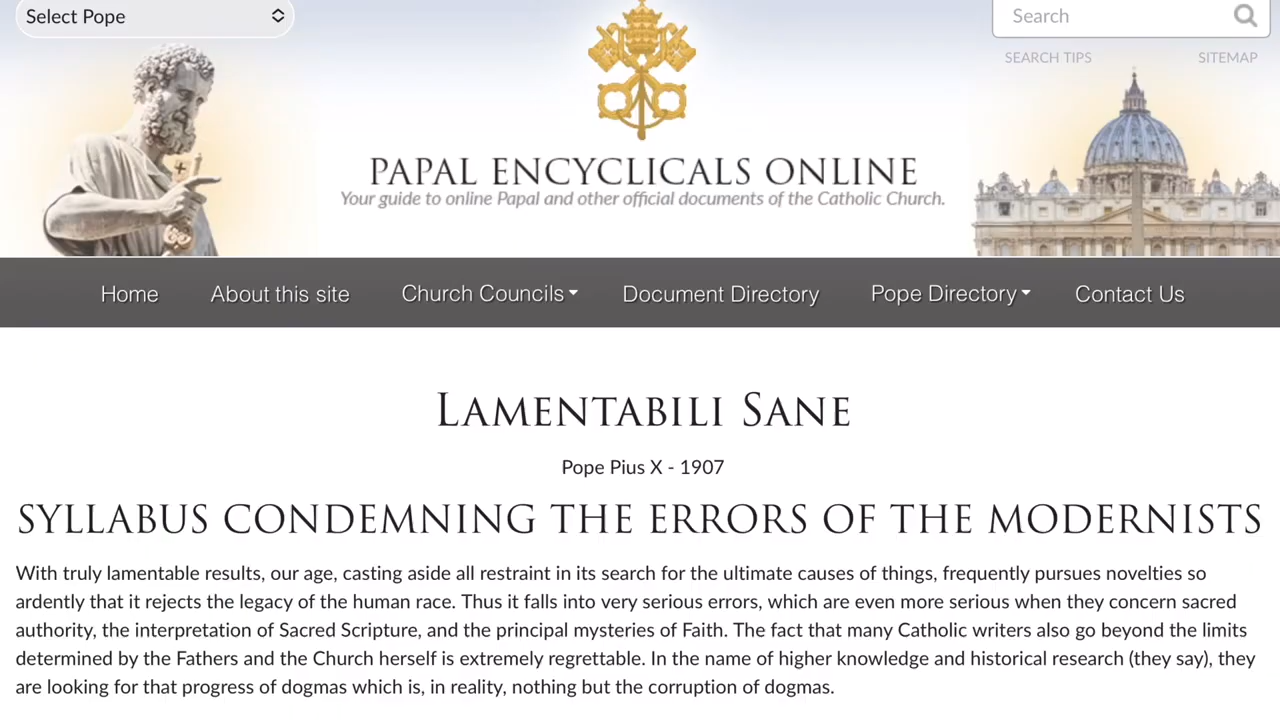 Select Pope
Search
SEARCH TIPS SITEMAP
PAPAL ENCYCLICALS ONLINE
Your guide to online Papal and other official documents of the Catholic Church.
Home About this site Church Councils Document Directory Pope Directory Contact Us
LAMENTABILI SANE
Pope Pius X - 1907
SYLLABUS CONDEMNING THE ERRORS OF THE MODERNISTS
With truly lamentable results, our age, casting aside all restraint in its search for the ultimate causes of things, frequently pursues novelties so
ardently that it rejects the legacy of the human race. Thus it falls into very serious errors, which are even more serious when they concern sacred
authority, the interpretation of Sacred Scripture, and the principal mysteries of Faith. The fact that many Catholic writers also go beyond the limits
determined by the Fathers and the Church herself is extremely regrettable. In the name of higher knowledge and historical research (they say), they
are looking for that progress of dogmas which is, in reality, nothing but the corruption of dogmas.